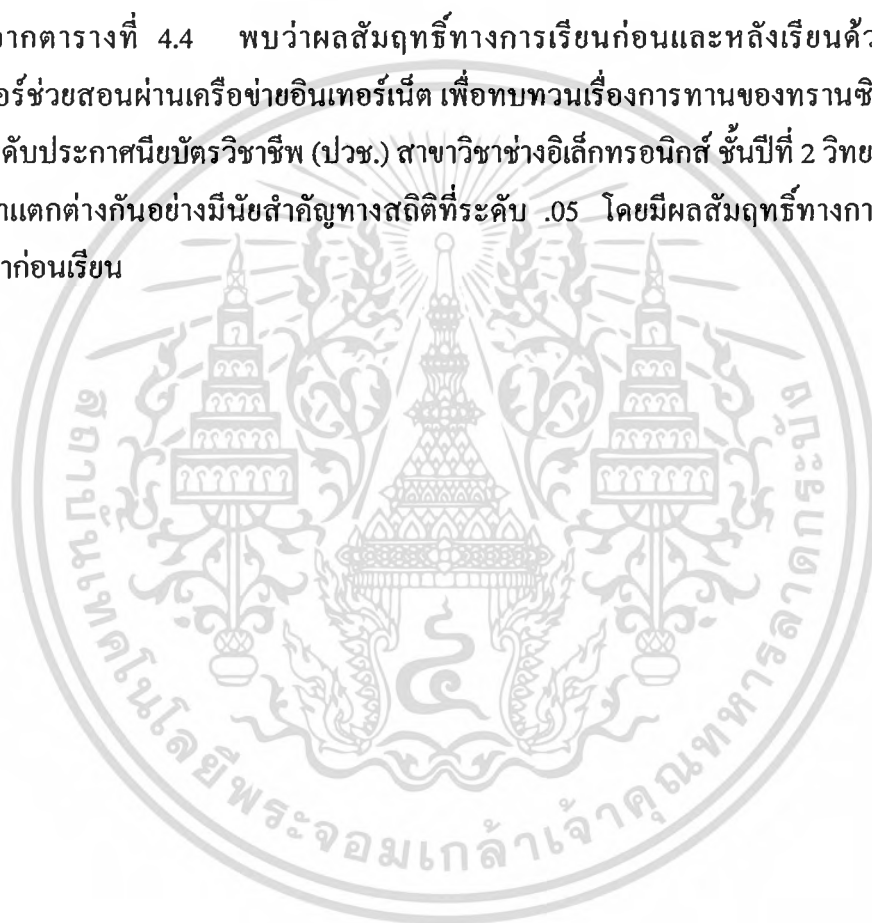 จากตารางที่ 4.4 พบว่าผลสัมฤทธิ์ทางการเรียนก่อนและหลังเรียนด้ว
อร์ช่วยสอนผ่านเครือข่ายอินเทอร์เน็ต เพื่อทบทวนเรื่องการทานของทรานซิ
ดับประกาศนียบัตรวิชาชีพ (ปวช.) สาขาวิชาช่างอิเล็กทรอนิกส์ ชั้นปีที่ 2 วิทย
าแตกต่างกันอย่างมีนัยสำคัญทางสถิติที่ระดับ .05 โดยมีผลสัมฤทธิ์ทางกา
าก่อนเรียน
สถาบันเทคโนโลยีพระจอมเกล้าเจ้าคุณทหารลาดกระบัง